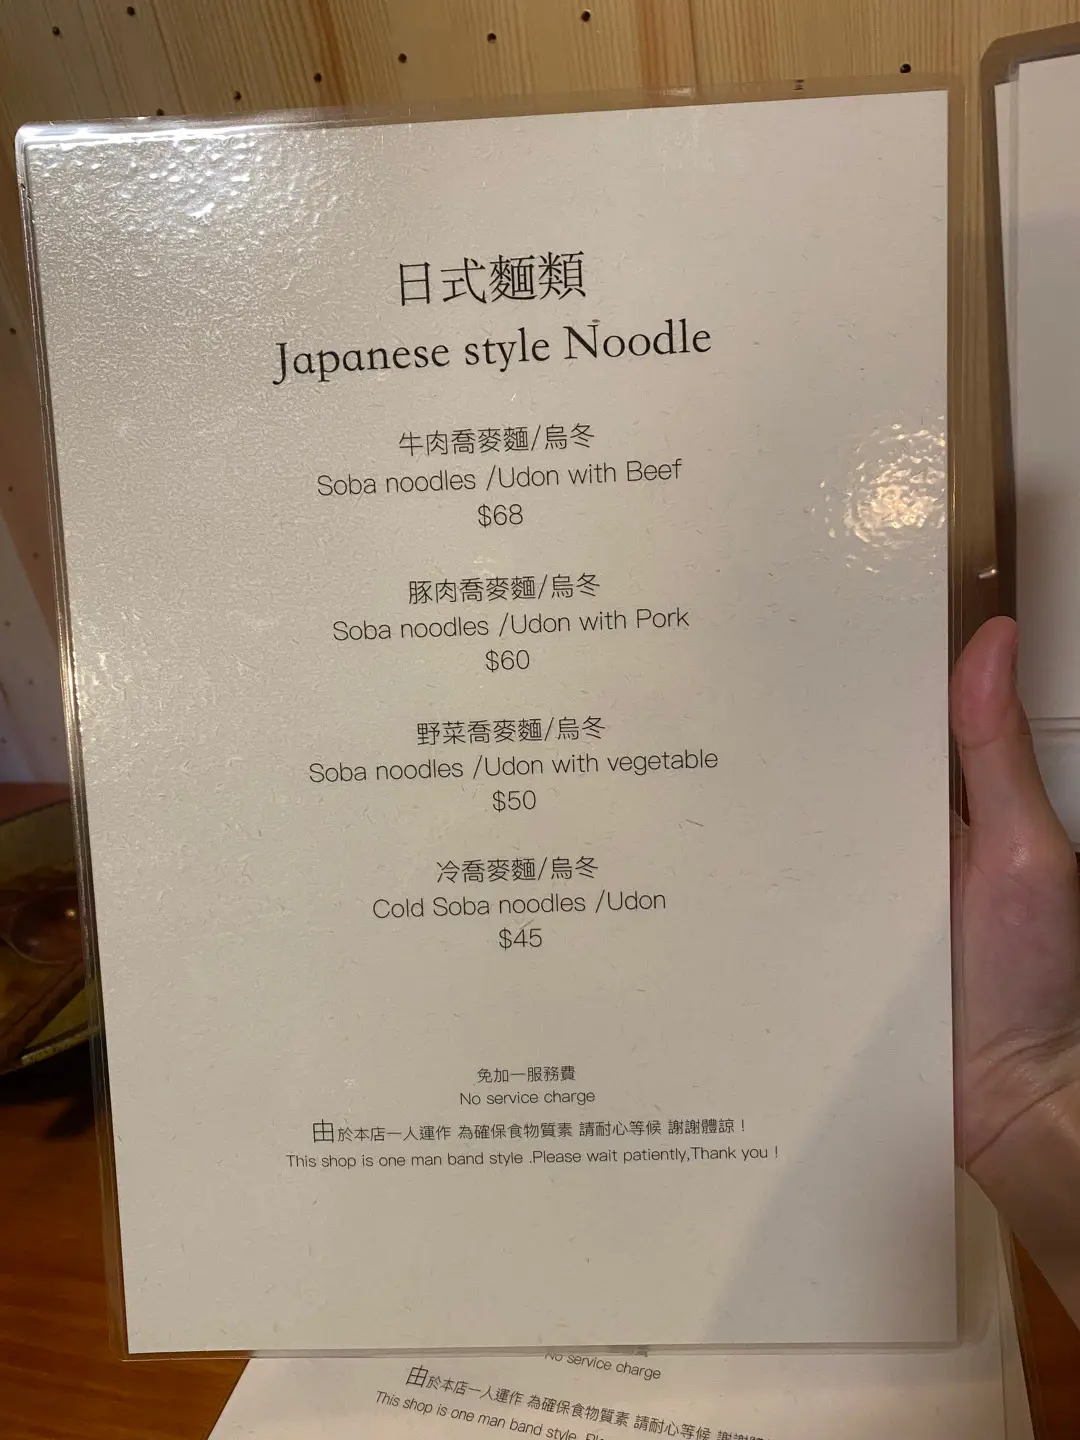 日式麵類
Japanese style Noodle
牛肉喬麥麵/烏冬
Soba noodles /Udon with Beef
$68
豚肉喬麥麵/烏冬
Soba noodles /Udon with Pork
$60
野菜喬麥麵/烏冬
Soba noodles /Udon with vegetable
$50
冷喬麥麵/烏冬
Cold Soba noodles /Udon
$45
免加一服務費
No service charge
由於本店一人運作 為確保食物質素 請耐心等候 謝謝體諒！
This shop is one man band style .Please wait patiently,Thank you !
No service charge
由於本店一人運作 為確保食物質素 請耐心等候 謝謝
This shop is one man band style